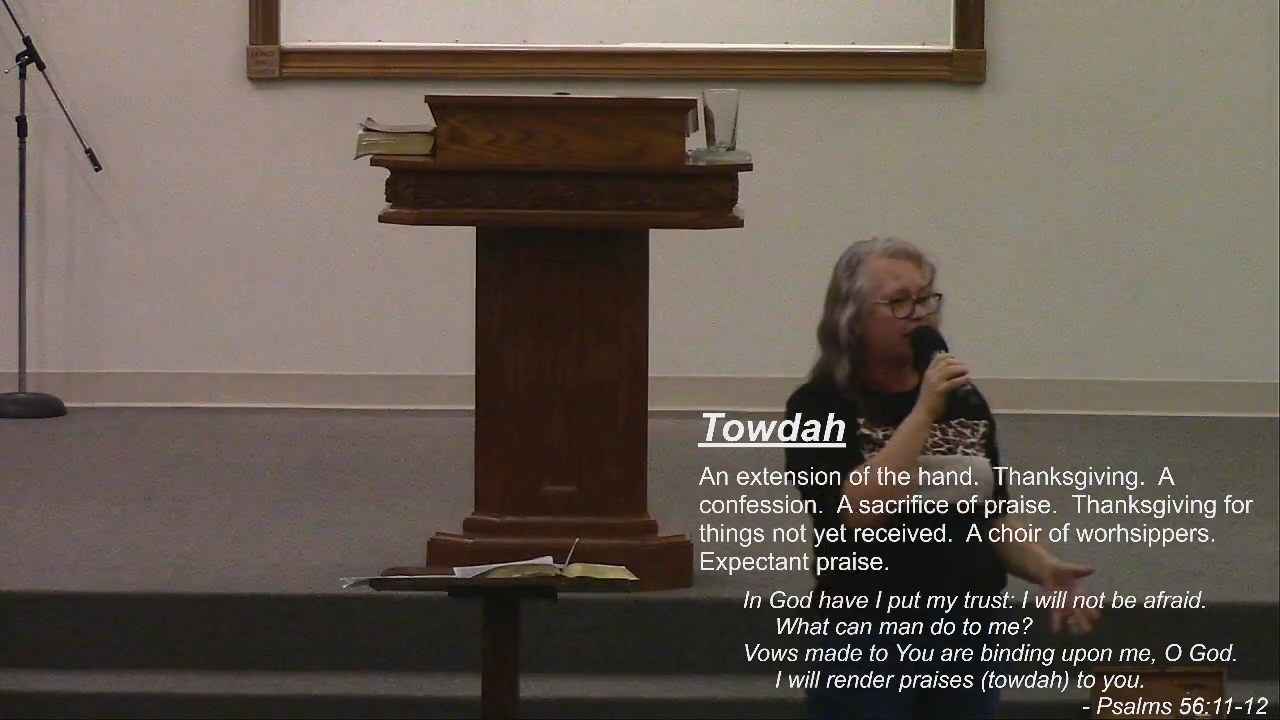 Towdah
An extension of the hand.  Thanksgiving.  A
confession.  A sacrifice of praise.  Thanksgiving for
things not yet received.  A choir of worhsippers.
Expectant praise.
In God have I put my trust: I will not be afraid.
What can man do to me?
Vows made to You are binding upon me, O God.
I will render praises (towdah) to you.
- Psalms 56:11-12